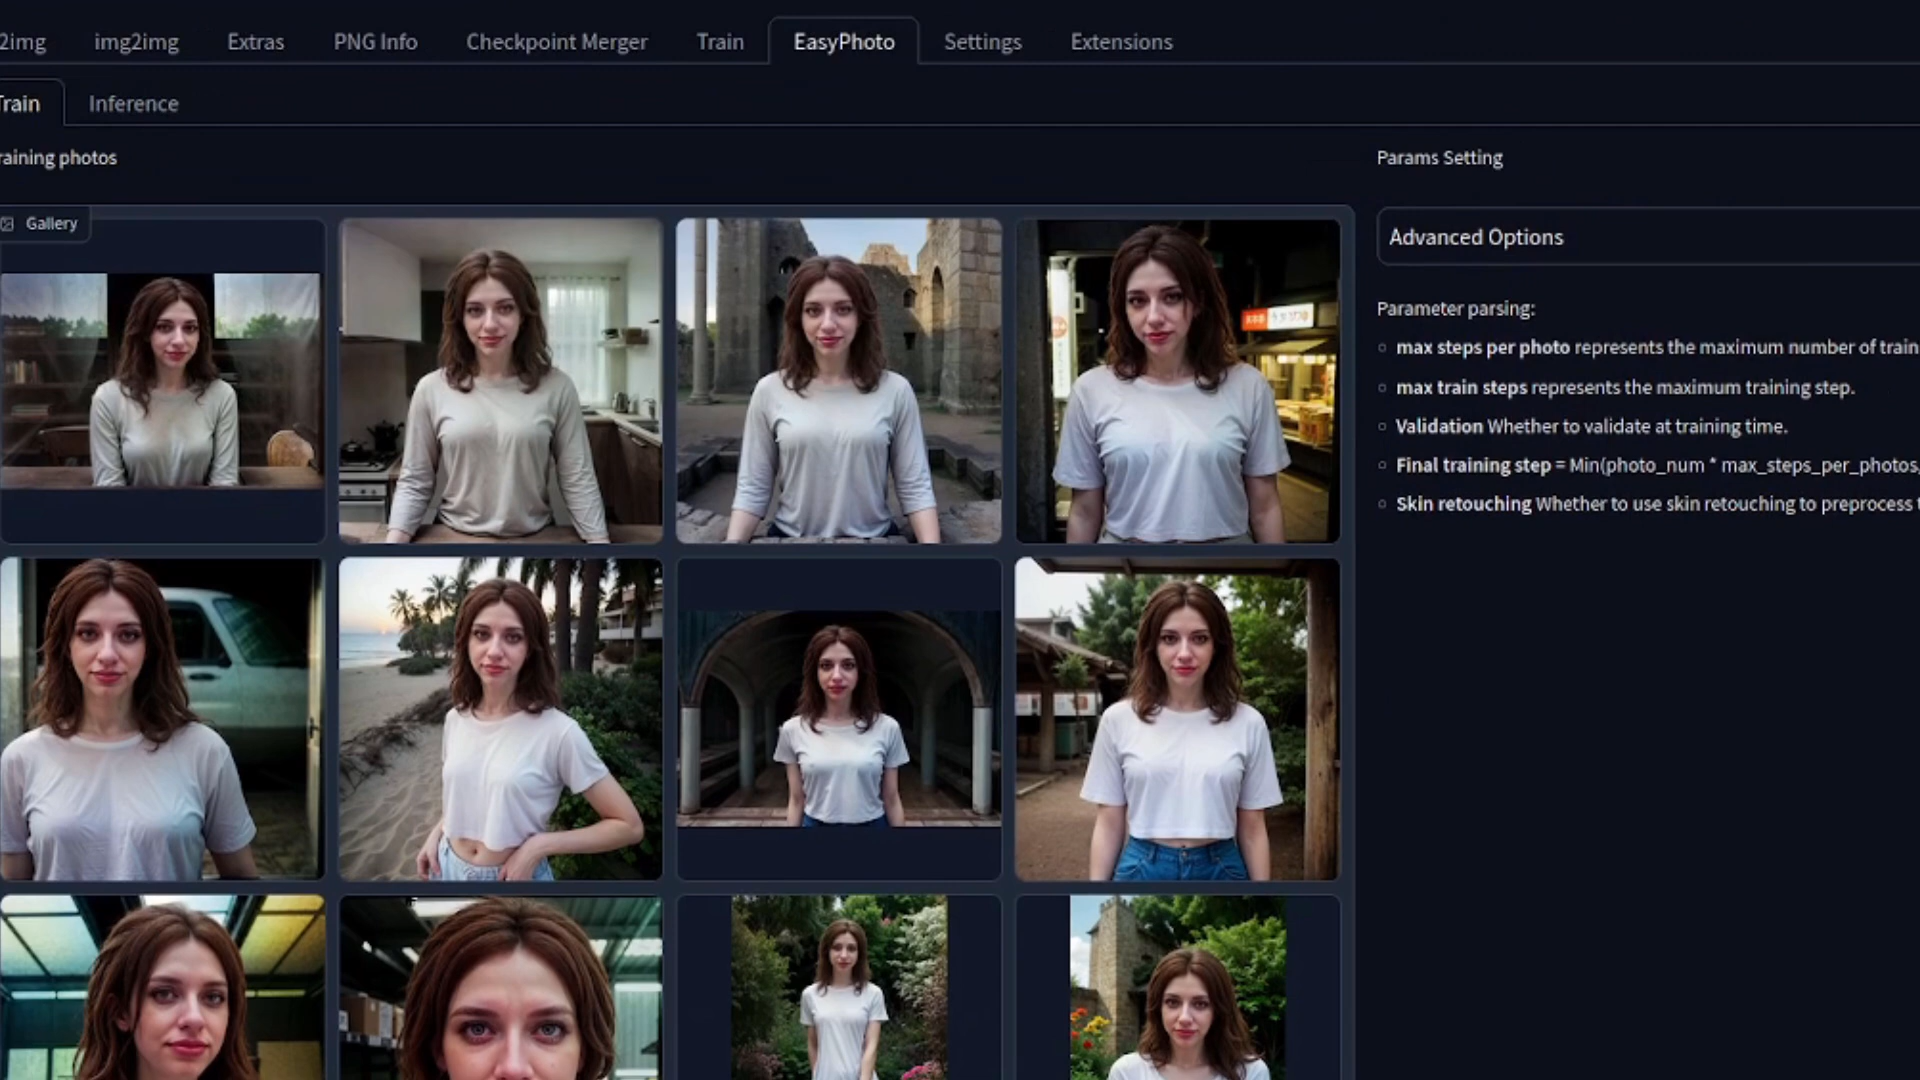 2img img2img Extras PNG Info Checkpoint Merger Train EasyPhoto Settings Extensions
Train Inference
raining photos
Params Setting
Gallery
Advanced Options
Parameter parsing:
max steps per photo represents the maximum number of train
max train steps represents the maximum training step.
Validation Whether to validate at training time.
Final training step = Min(photo_num * max_steps_per_photos,
Skin retouching Whether to use skin retouching to preprocess t